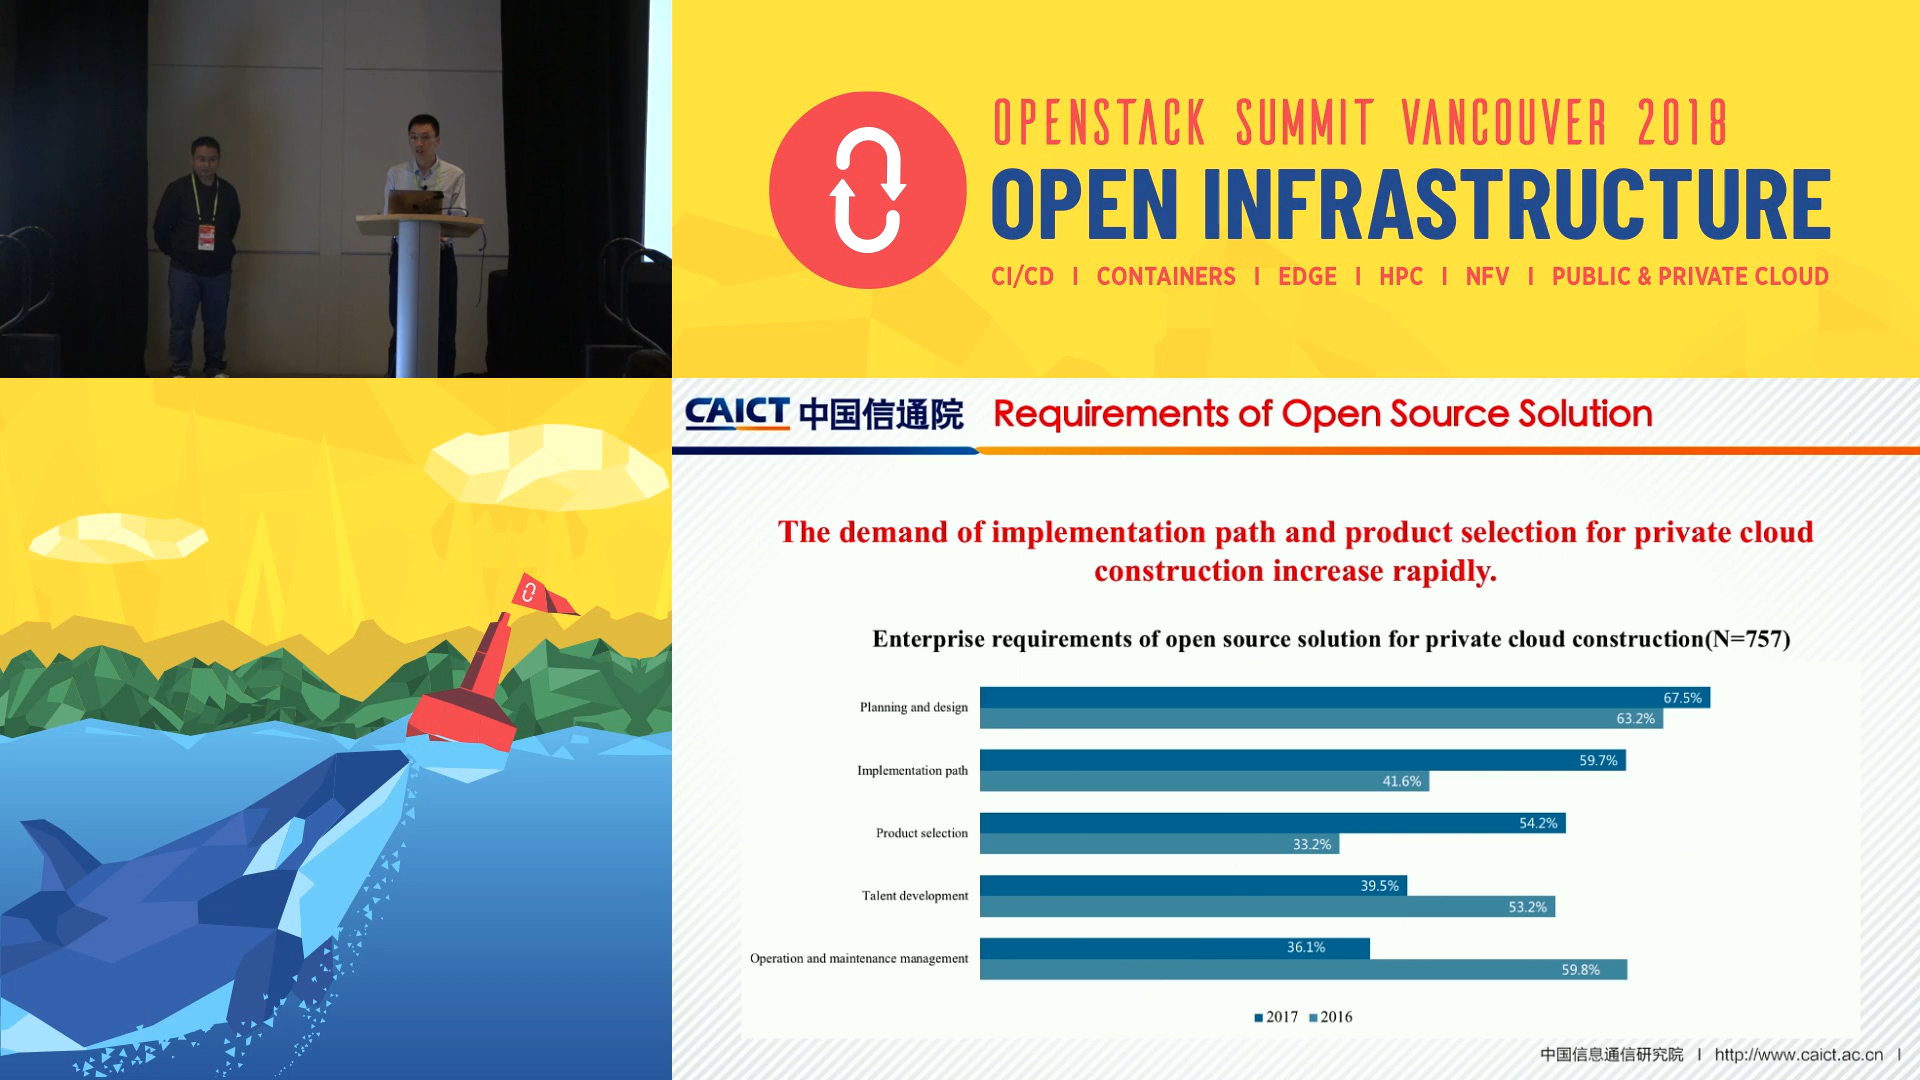 OPENSTACK SUMMIT VANCOUVER 2018
OPEN INFRASTRUCTURE
CI/CD | CONTAINERS | EDGE | HPC | NFV | PUBLIC & PRIVATE CLOUD
CAICT 中国信通院 Requirements of Open Source Solution
The demand of implementation path and product selection for private cloud
construction increase rapidly.
Enterprise requirements of open source solution for private cloud construction(N=757)
Planning and design 67.5%
63.2%
Implementation path 59.7%
41.6%
Product selection 54.2%
33.2%
Talent development 39.5%
53.2%
Operation and maintenance management 36.1%
59.8%
2017 2016
中国信息通信研究院 | http://www.caict.ac.cn |